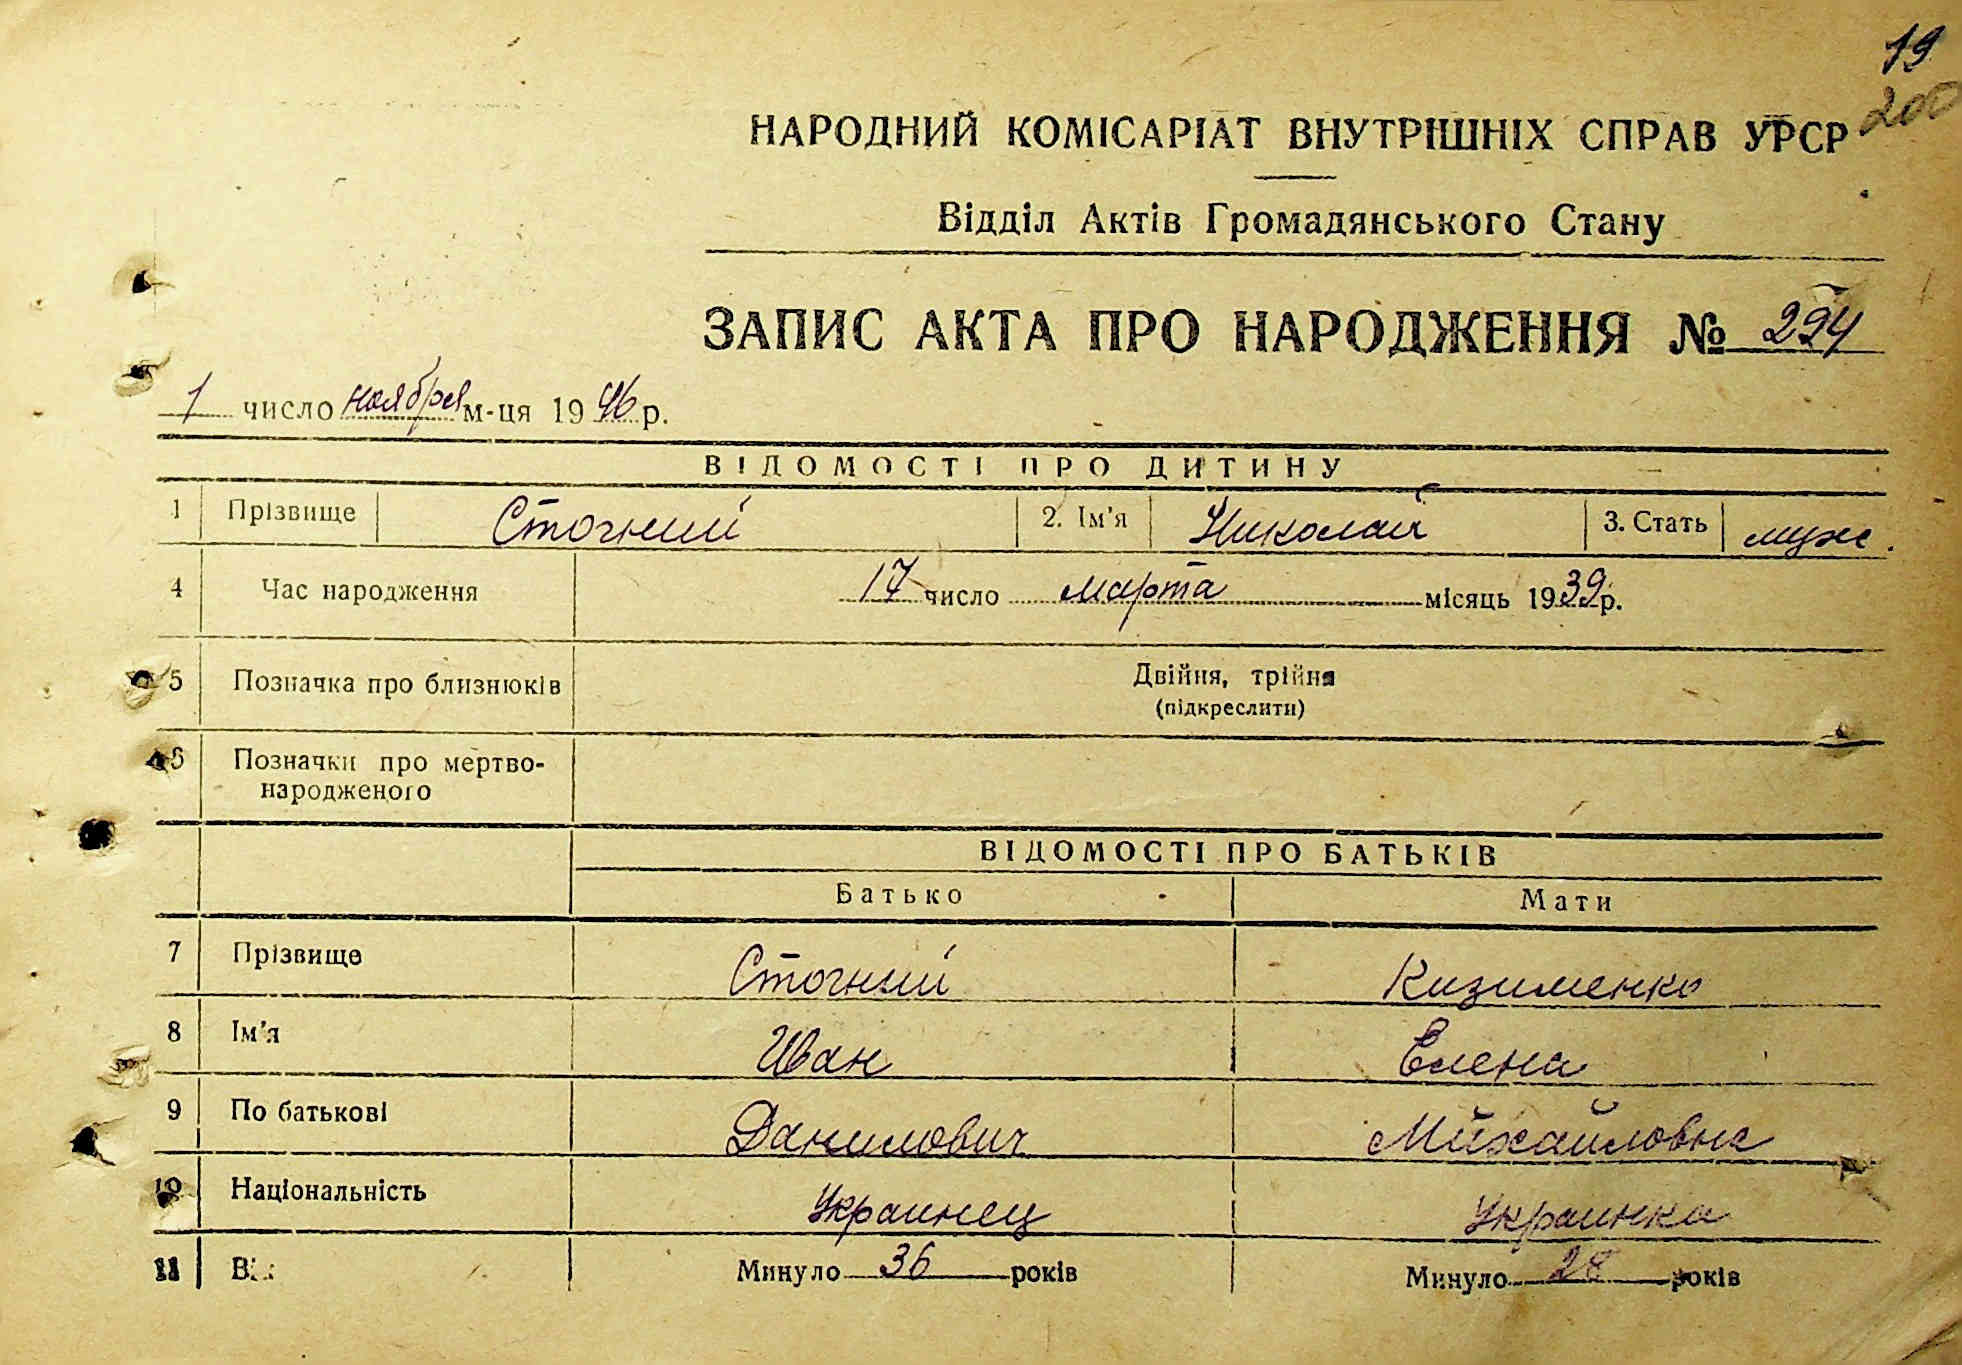 19
200
НАРОДНИЙ КОМІСАРІАТ ВНУТРІШНІХ СПРАВ УРСР
Відділ Актів Громадянського Стану
ЗАПИС АКТА ПРО НАРОДЖЕННЯ № 294
1 число ноября м-ця 1946 р.
ВІДОМОСТІ ПРО ДИТИНУ
1 Прізвище Сточний 2. Ім'я Николай 3. Стать муж.
4 Час народження 17 число марта місяць 1939 р.
5 Позначка про близнюків Двійня, трійня
(підкреслити)
6 Позначки про мертво-
народженого
ВІДОМОСТІ ПРО БАТЬКІВ
Батько Мати
7 Прізвище Сточний Кизименко
8 Ім'я Иван Елена
9 По батькові Данилович Михайловна
10 Національність Украинец Украинка
11 Минуло 36 років Минуло 28 років